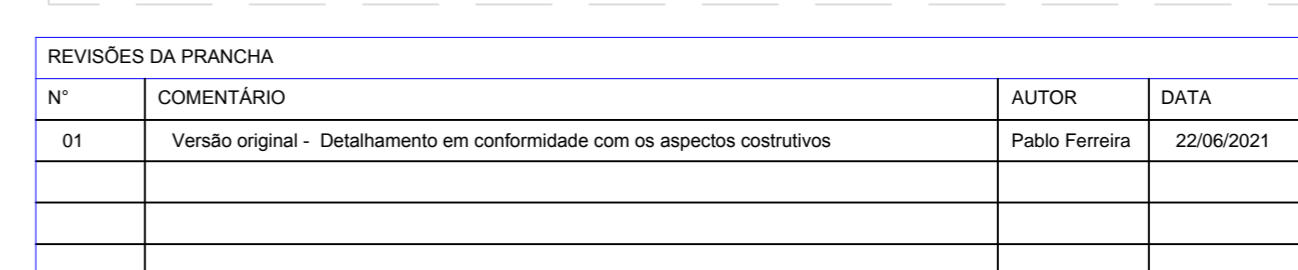 REVISÕES DA PRANCHA
N° COMENTÁRIO AUTOR DATA
01 Versão original - Detalhamento em conformidade com os aspectos costrutivos Pablo Ferreira 22/06/2021